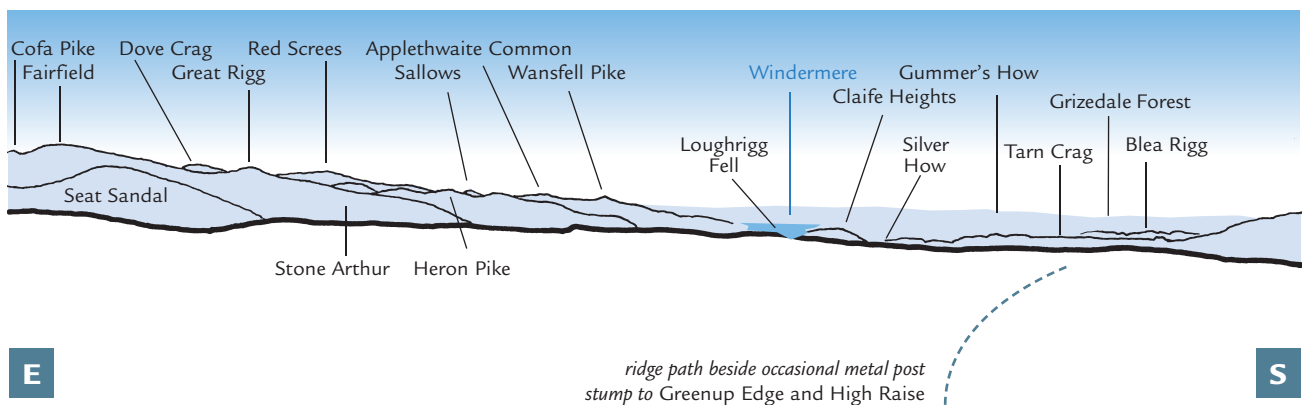 Cofa Pike
Fairfield
Dove Crag
Great Rigg
Red Screes
Applethwaite Common
Sallows
Wansfell Pike
Windermere
Gummer's How
Claife Heights
Grizedale Forest
Loughrigg
Fell
Silver
How
Tarn Crag
Blea Rigg
Seat Sandal
Stone Arthur
Heron Pike
E
ridge path beside occasional metal post
stump to Greenup Edge and High Raise
S